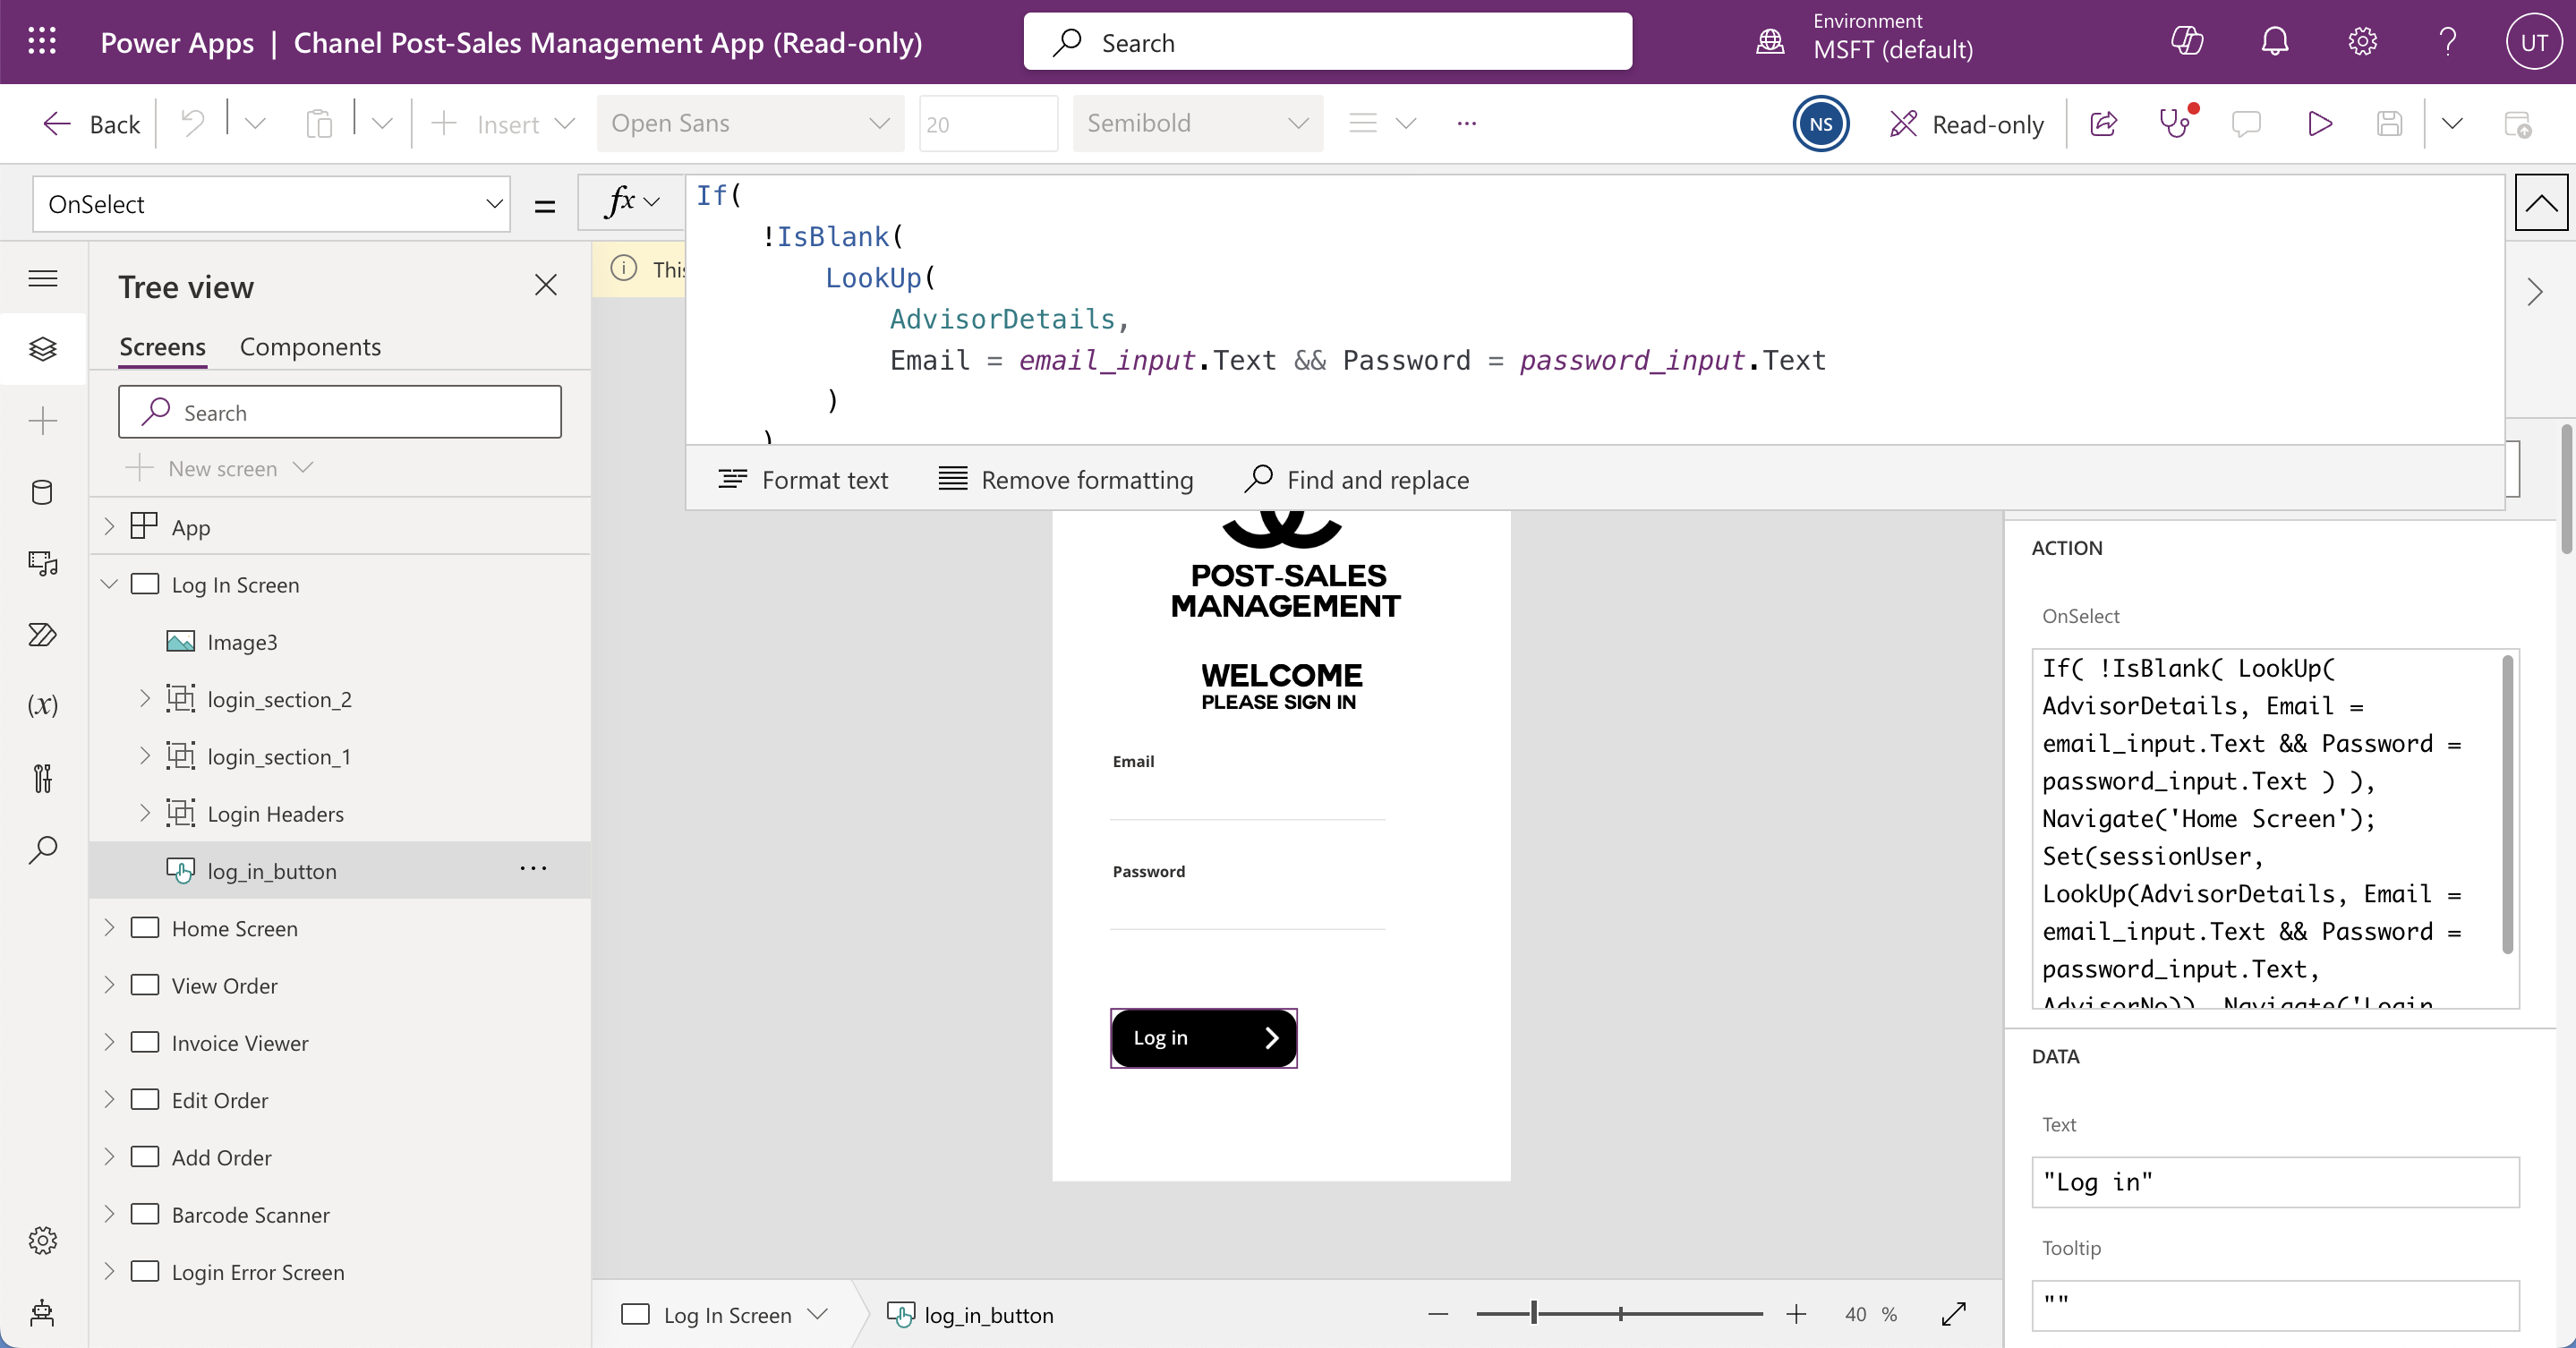 Power Apps | Chanel Post-Sales Management App (Read-only)
Search
Environment
MSFT (default)
UT
Back
Insert
Open Sans
20
Semibold
NS
Read-only
OnSelect
=
fx
If(
!IsBlank(
LookUp(
AdvisorDetails,
Email = email_input.Text && Password = password_input.Text
)
)
Format text
Remove formatting
Find and replace
Tree view
Screens
Components
Search
New screen
App
Log In Screen
Image3
login_section_2
login_section_1
Login Headers
log_in_button
Home Screen
View Order
Invoice Viewer
Edit Order
Add Order
Barcode Scanner
Login Error Screen
(x)
POST-SALES
MANAGEMENT
WELCOME
PLEASE SIGN IN
Email
Password
Log in
Log In Screen
log_in_button
40 %
ACTION
OnSelect
If( !IsBlank( LookUp(
AdvisorDetails, Email =
email_input.Text && Password =
password_input.Text ) ),
Navigate('Home Screen');
Set(sessionUser,
LookUp(AdvisorDetails, Email =
email_input.Text && Password =
password_input.Text,
AdvisorNo)), Navigate('Login
DATA
Text
"Log in"
Tooltip
""